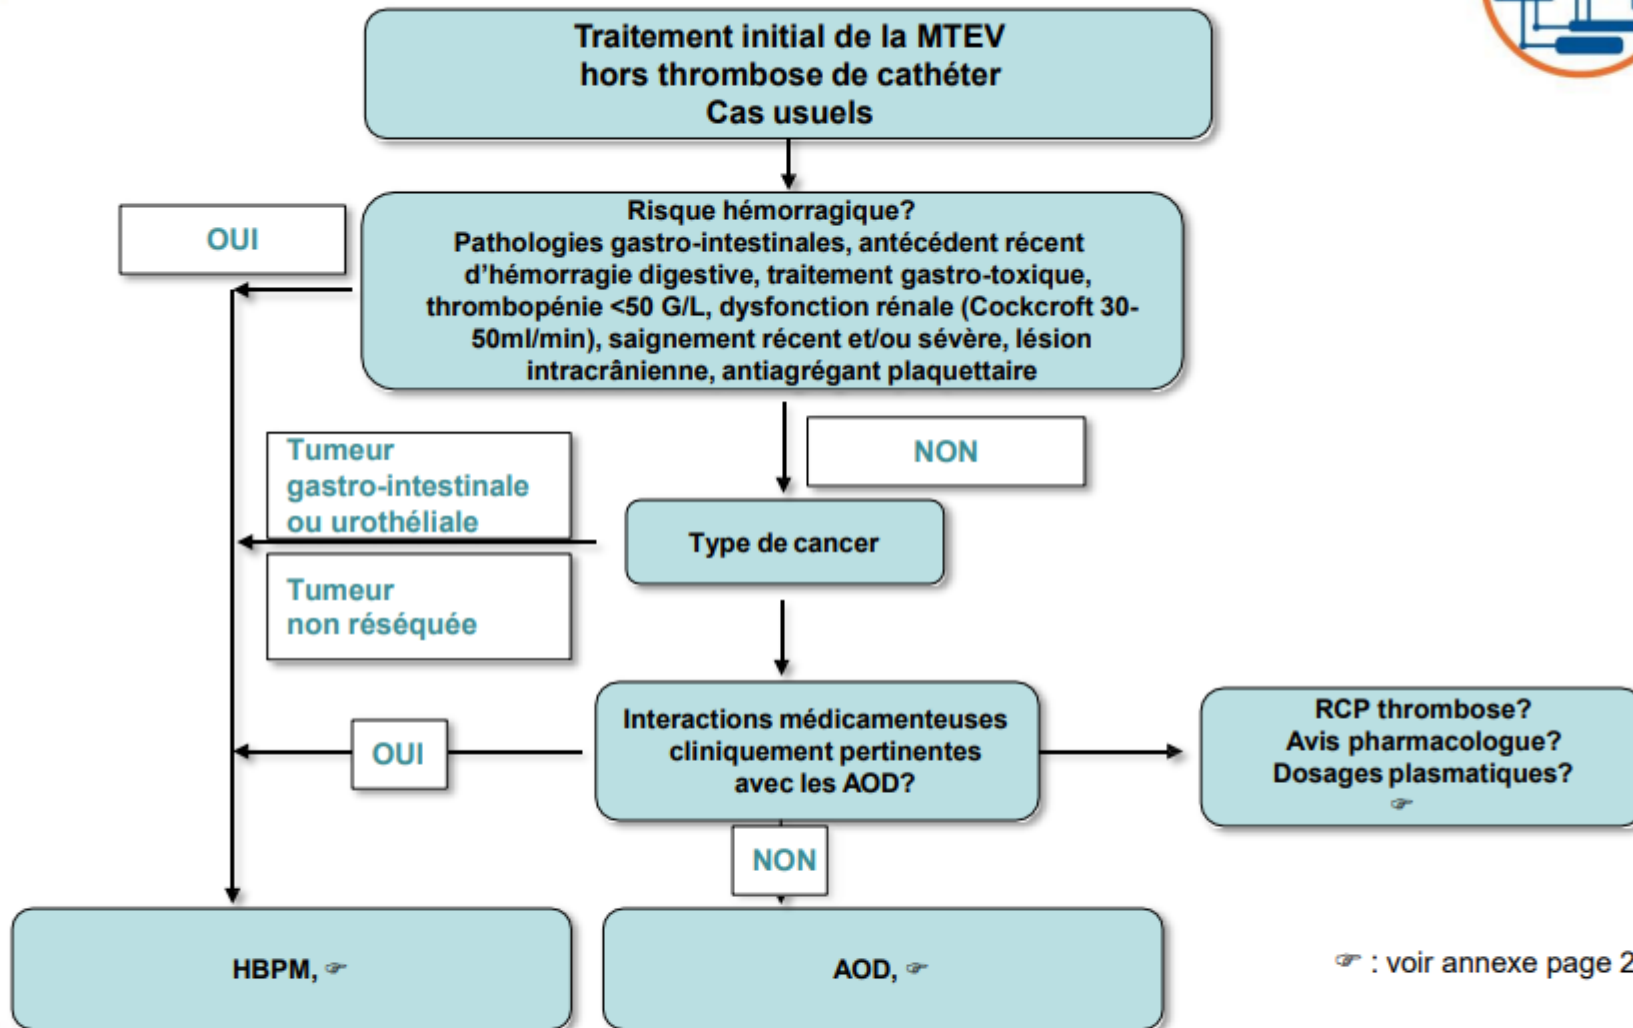 Traitement initial de la MTEV
hors thrombose de cathéter
Cas usuels
OUI
Risque hémorragique?
Pathologies gastro-intestinales, antécédent récent
d'hémorragie digestive, traitement gastro-toxique,
thrombopénie <50 G/L, dysfonction rénale (Cockcroft 30-
50ml/min), saignement récent et/ou sévère, lésion
intracrânienne, antiagrégant plaquettaire
NON
Tumeur
gastro-intestinale
ou urothéliale
Type de cancer
Tumeur
non réséquée
OUI
Interactions médicamenteuses
cliniquement pertinentes
avec les AOD?
RCP thrombose?
Avis pharmacologue?
Dosages plasmatiques?
☞
NON
HBPM, ☞
AOD, ☞
☞ : voir annexe page 2